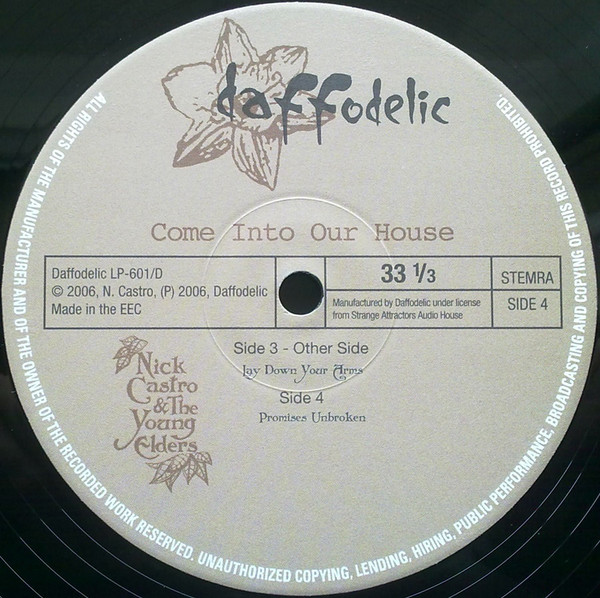 daffodelic
Come Into Our House
Daffodelic LP-601/D
© 2006, N. Castro, (P) 2006, Daffodelic
Made in the EEC
33 1/3
Manufactured by Daffodelic under license
from Strange Attractors Audio House
STEMRA
SIDE 4
Side 3 - Other Side
Lay Down Your Arms
Side 4
Promises Unbroken
Nick
Castro
& The
Young
Elders
ALL RIGHTS OF THE MANUFACTURER AND OF THE OWNER OF THE RECORDED WORK RESERVED. UNAUTHORIZED COPYING, LENDING, HIRING, PUBLIC PERFORMANCE, BROADCASTING AND COPYING OF THIS RECORD PROHIBITED.